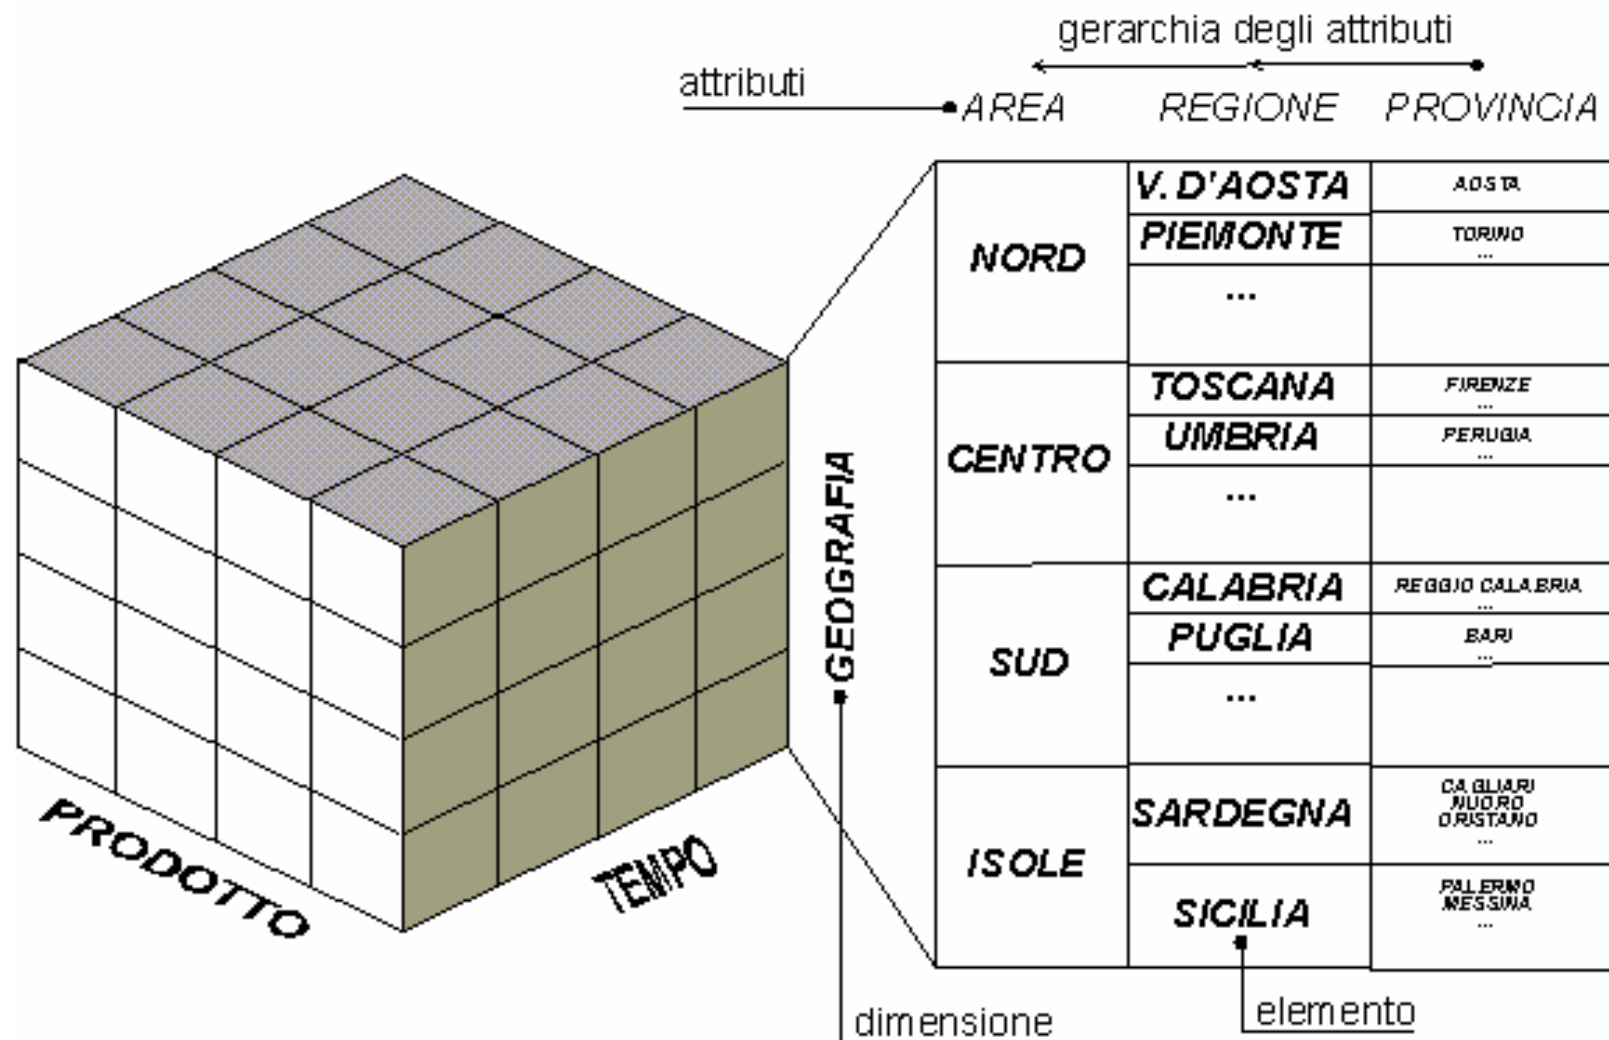 gerarchia degli attributi
attributi
AREA REGIONE PROVINCIA
NORD
V. D'AOSTA
AOSTA
PIEMONTE
TORINO
...
...
CENTRO
TOSCANA
FIRENZE
...
UMBRIA
PERUGIA
...
...
SUD
CALABRIA
REGGIO CALABRIA
...
PUGLIA
BARI
...
...
ISOLE
SARDEGNA
CAGLIARI
NUORO
ORISTANO
...
SICILIA
PALERMO
MESSINA
...
GEOGRAFIA
PRODOTTO
TEMPO
dimensione
elemento